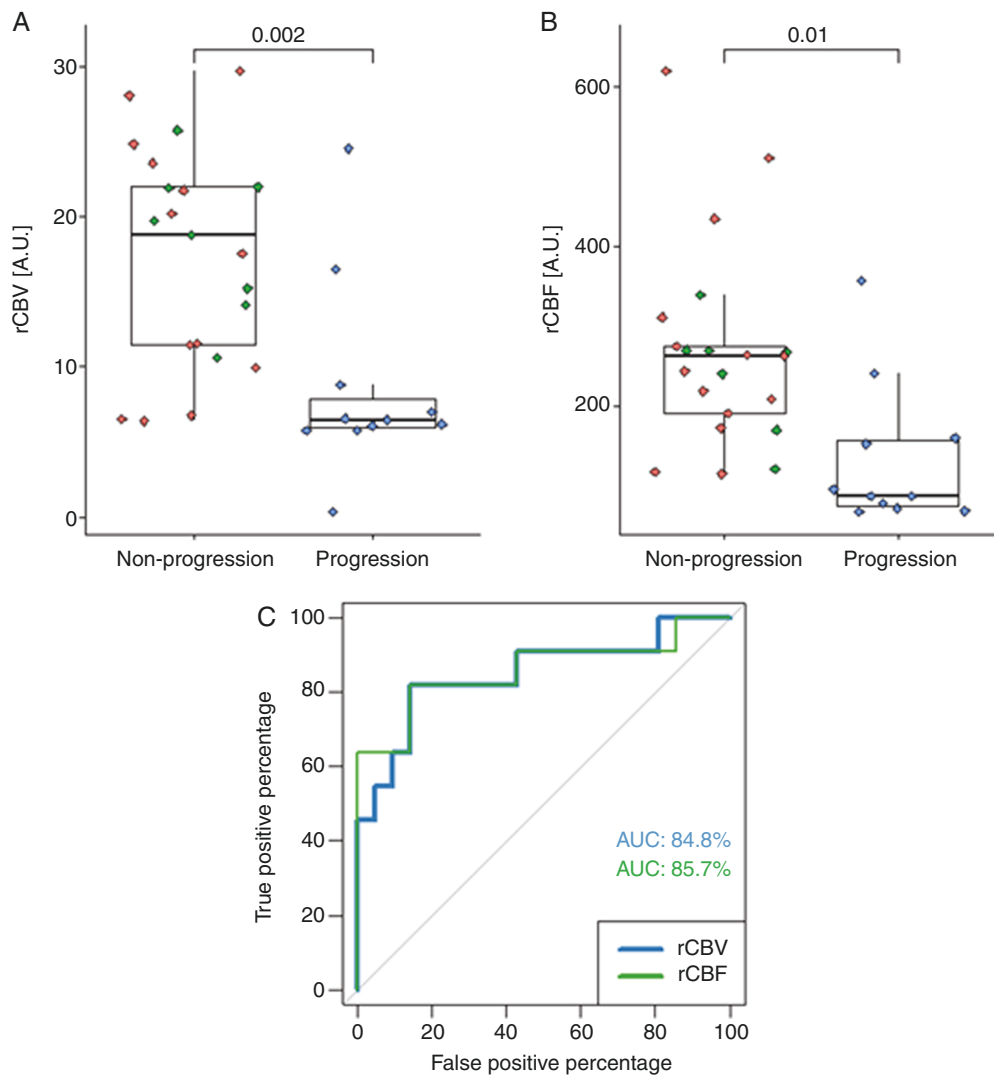 A
0.002
30
20
10
0
rCBV [A.U.]
Non-progression
Progression
B
0.01
600
400
200
rCBF [A.U.]
Non-progression
Progression
C
100
80
60
40
20
0
True positive percentage
AUC: 84.8%
AUC: 85.7%
rCBV
rCBF
0 20 40 60 80 100
False positive percentage